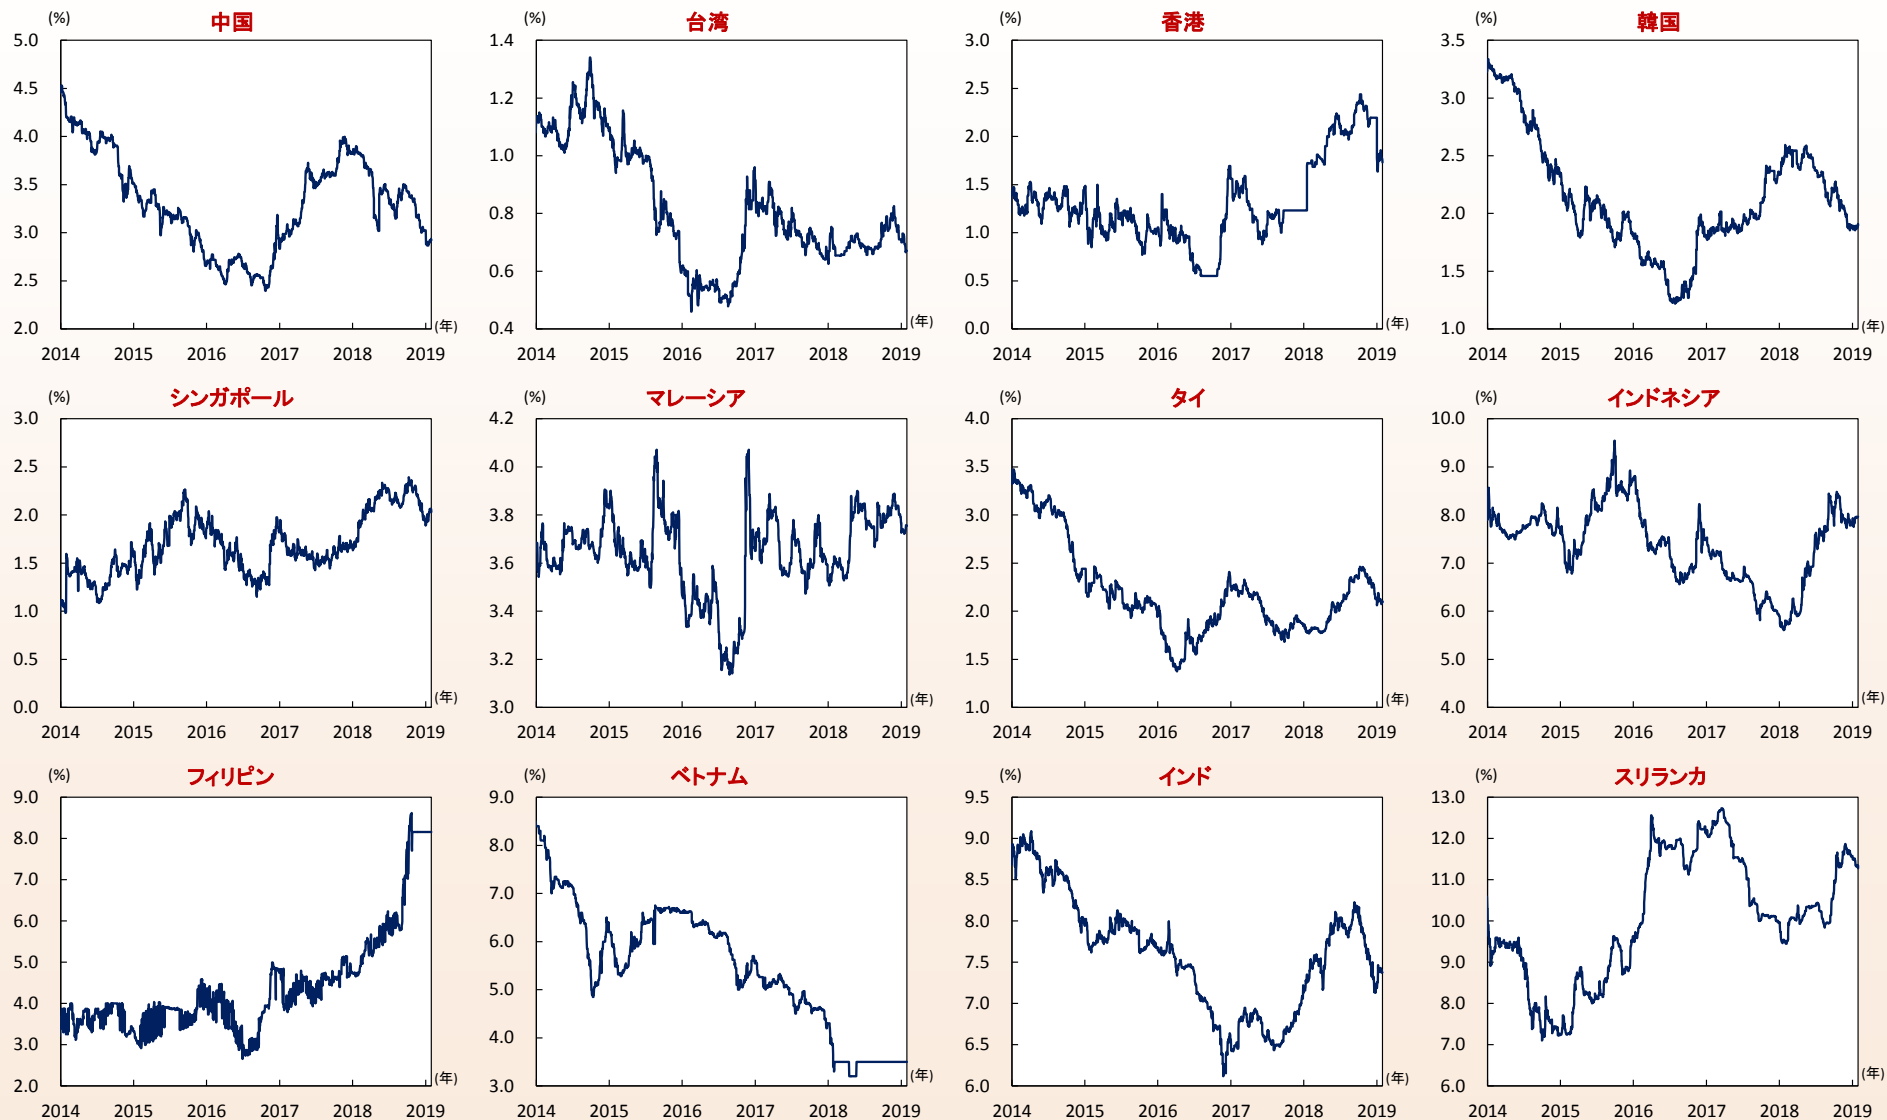 (%) 中国 (%) 台湾 (%) 香港 (%) 韓国
5.0 1.4 3.0 3.5
4.5 1.2 2.5 3.0
4.0 1.0 2.0 2.5
3.5 0.8 1.5 2.0
3.0 0.6 1.0 1.5
2.5 0.4 0.5 1.0
2.0 0.0
(年) (年) (年) (年)
2014 2015 2016 2017 2018 2019 2014 2015 2016 2017 2018 2019 2014 2015 2016 2017 2018 2019 2014 2015 2016 2017 2018 2019
(%) シンガポール (%) マレーシア (%) タイ (%) インドネシア
3.0 4.2 4.0 10.0
2.5 4.0 3.5 9.0
2.0 3.8 3.0 8.0
1.5 3.6 2.5 7.0
1.0 3.4 2.0 6.0
0.5 3.2 1.5 5.0
0.0 3.0 1.0 4.0
(年) (年) (年) (年)
2014 2015 2016 2017 2018 2019 2014 2015 2016 2017 2018 2019 2014 2015 2016 2017 2018 2019 2014 2015 2016 2017 2018 2019
(%) フィリピン (%) ベトナム (%) インド (%) スリランカ
9.0 9.0 9.5 13.0
8.0 8.0 9.0 12.0
7.0 7.0 8.5 11.0
6.0 6.0 8.0 10.0
5.0 5.0 7.5 9.0
4.0 4.0 7.0 8.0
3.0 3.0 6.5 7.0
2.0 6.0 6.0
(年) (年) (年) (年)
2014 2015 2016 2017 2018 2019 2014 2015 2016 2017 2018 2019 2014 2015 2016 2017 2018 2019 2014 2015 2016 2017 2018 2019